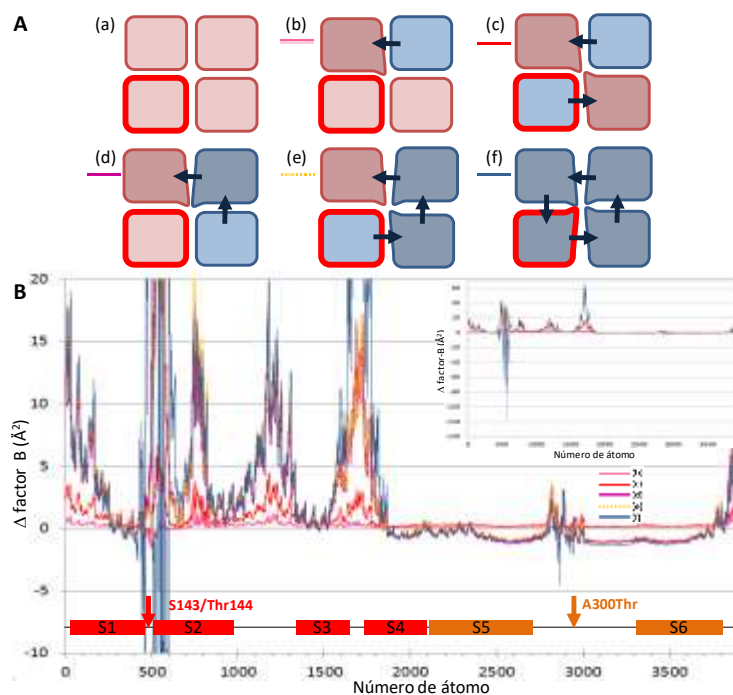 A
(a)
(b)
(c)
(d)
(e)
(f)
B
Δ factor B (Å²)
20
15
10
5
0
-5
-10
Δ factor-B (Å²)
Número de átomo
0
S143/Thr144
A300Thr
S1
S2
S3
S4
S5
S6
0 500 1000 1500 2000 2500 3000 3500
Número de átomo